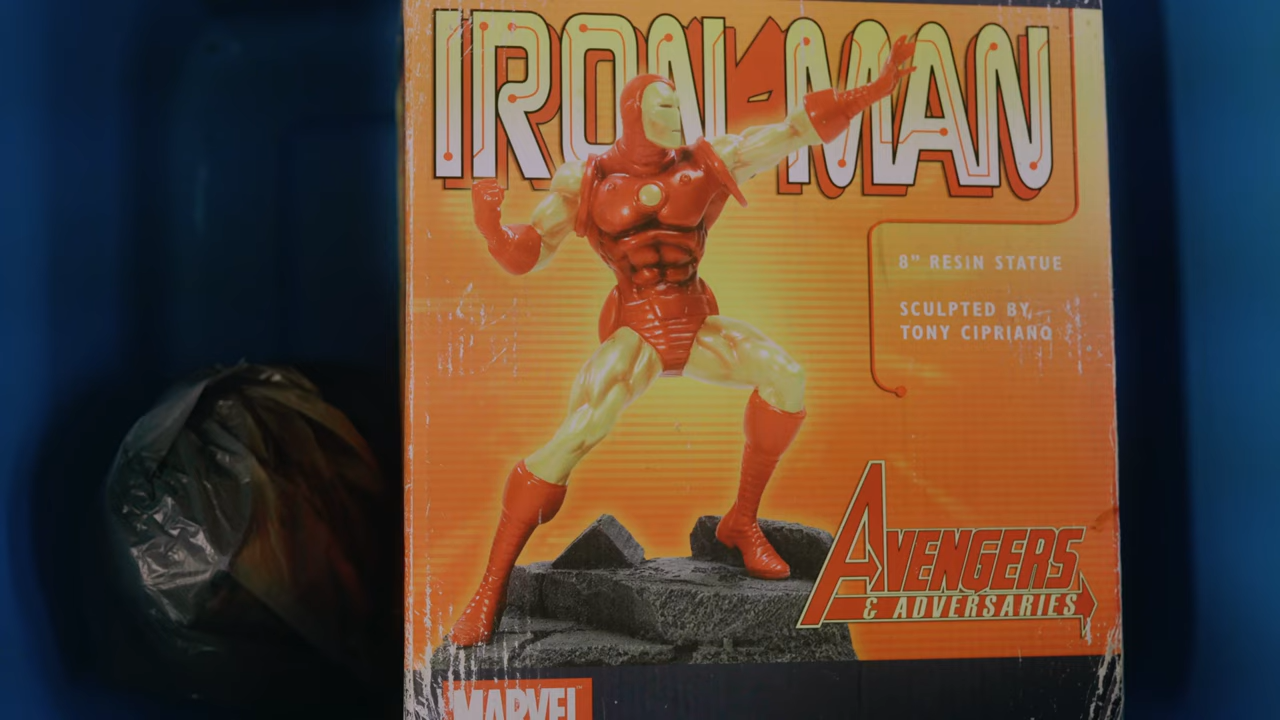 IRON MAN
8" RESIN STATUE
SCULPTED BY
TONY CIPRIANO
AVENGERS
& ADVERSARIES
MARVEL